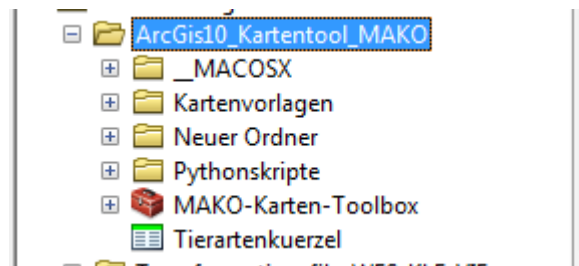 ArcGis10_Kartentool_MAKO
__MACOSX
Kartenvorlagen
Neuer Ordner
Pythonskripte
MAKO-Karten-Toolbox
Tierartenkuerzel